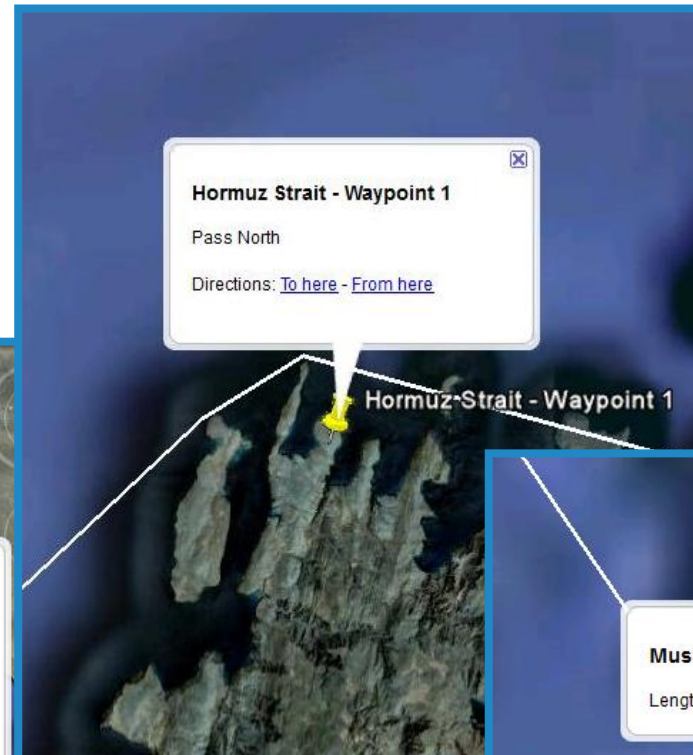 Hormuz Strait - Waypoint 1
Pass North
Directions: To here - From here
Hormuz Strait - Waypoint 1